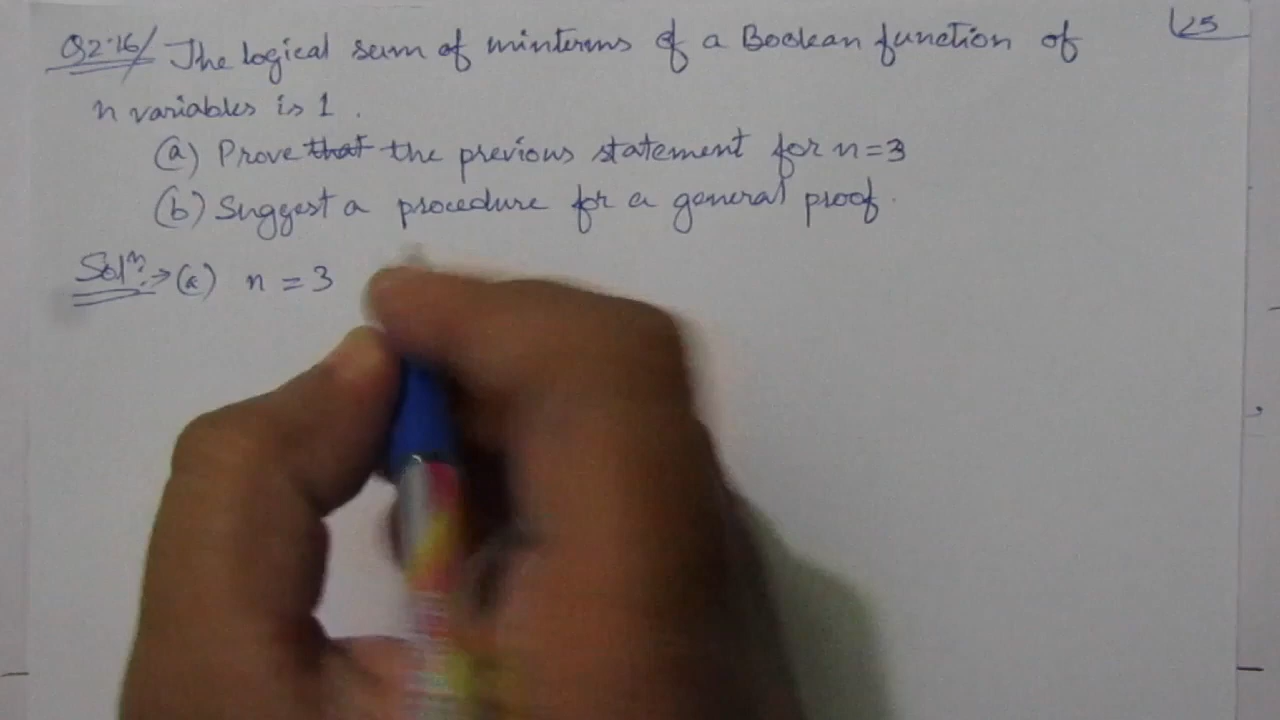 Q2.16/ The logical sum of minterms of a Boolean function of
25
n variables is 1.
(a) Prove that the previous statement for n=3
(b) Suggest a procedure for a general proof.
Solⁿ:→ (a) n = 3